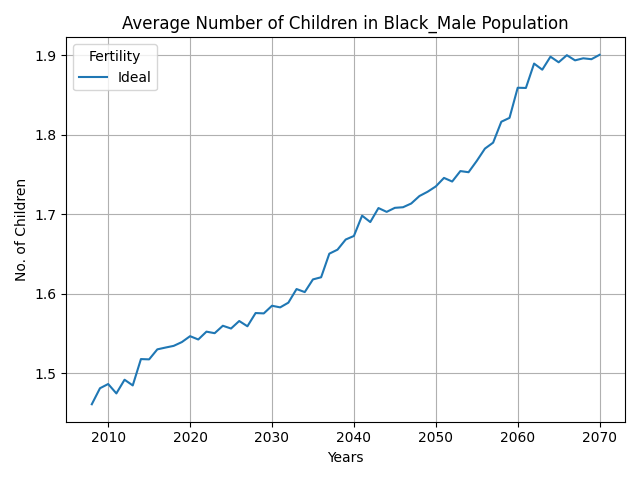 Average Number of Children in Black_Male Population
Fertility
Ideal
No. of Children
1.9
1.8
1.7
1.6
1.5
2010 2020 2030 2040 2050 2060 2070
Years